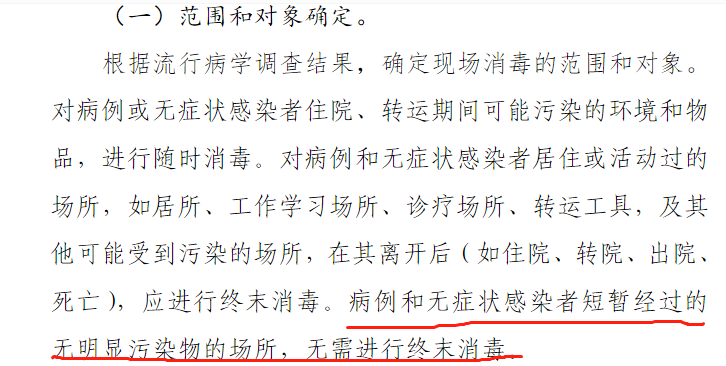 （一）范围和对象确定。
根据流行病学调查结果，确定现场消毒的范围和对象。
对病例或无症状感染者住院、转运期间可能污染的环境和物
品，进行随时消毒。对病例和无症状感染者居住或活动过的
场所，如居所、工作学习场所、诊疗场所、转运工具，及其
他可能受到污染的场所，在其离开后（如住院、转院、出院、
死亡），应进行终末消毒。病例和无症状感染者短暂经过的
无明显污染物的场所，无需进行终末消毒。